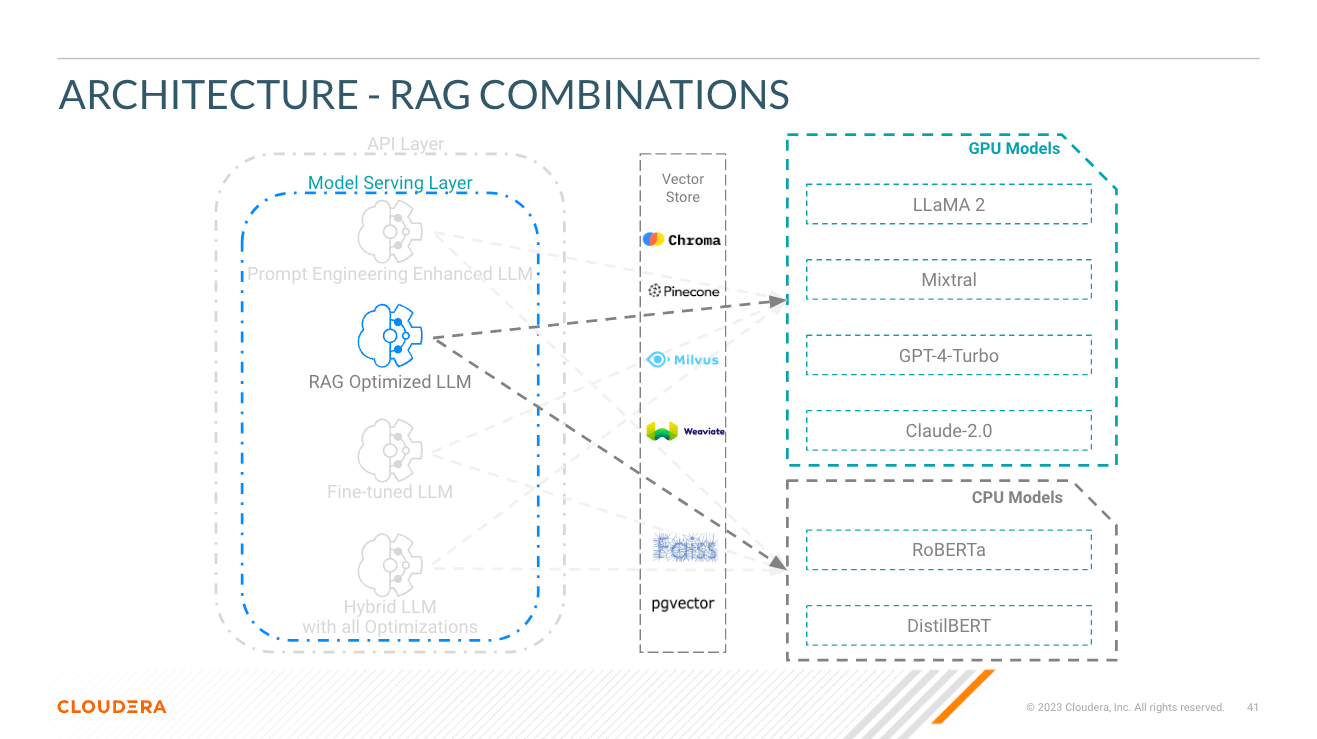 ARCHITECTURE - RAG COMBINATIONS
API Layer
Model Serving Layer
Prompt Engineering Enhanced LLM
RAG Optimized LLM
Fine-tuned LLM
Hybrid LLM
with all Optimizations
Vector
Store
Chroma
Pinecone
Milvus
Weaviate
Faiss
pgvector
GPU Models
LLaMA 2
Mixtral
GPT-4-Turbo
Claude-2.0
CPU Models
RoBERTa
DistilBERT
CLOUDERA
© 2023 Cloudera, Inc. All rights reserved. 41